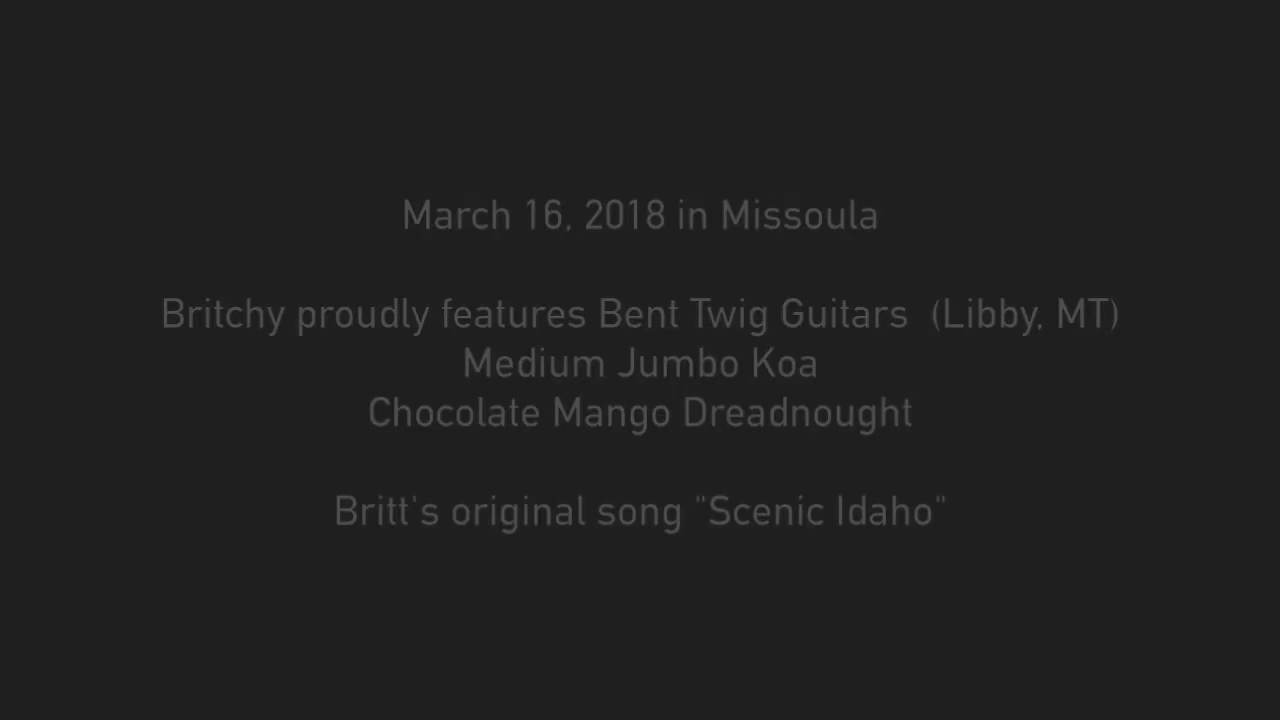 March 16, 2018 in Missoula
Britchy proudly features Bent Twig Guitars  (Libby, MT)
Medium Jumbo Koa
Chocolate Mango Dreadnought
Britt's original song "Scenic Idaho"